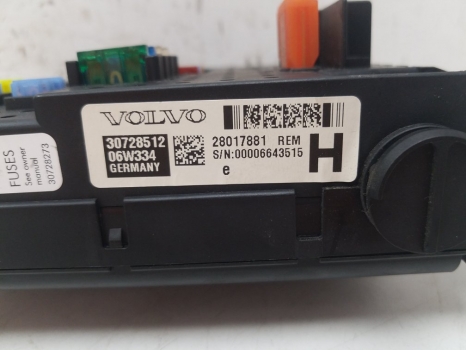 VOLVO
30728512
06W334
GERMANY
28017881 REM
S/N:00006643515
e
H
FUSES
See owner
manual
30728273